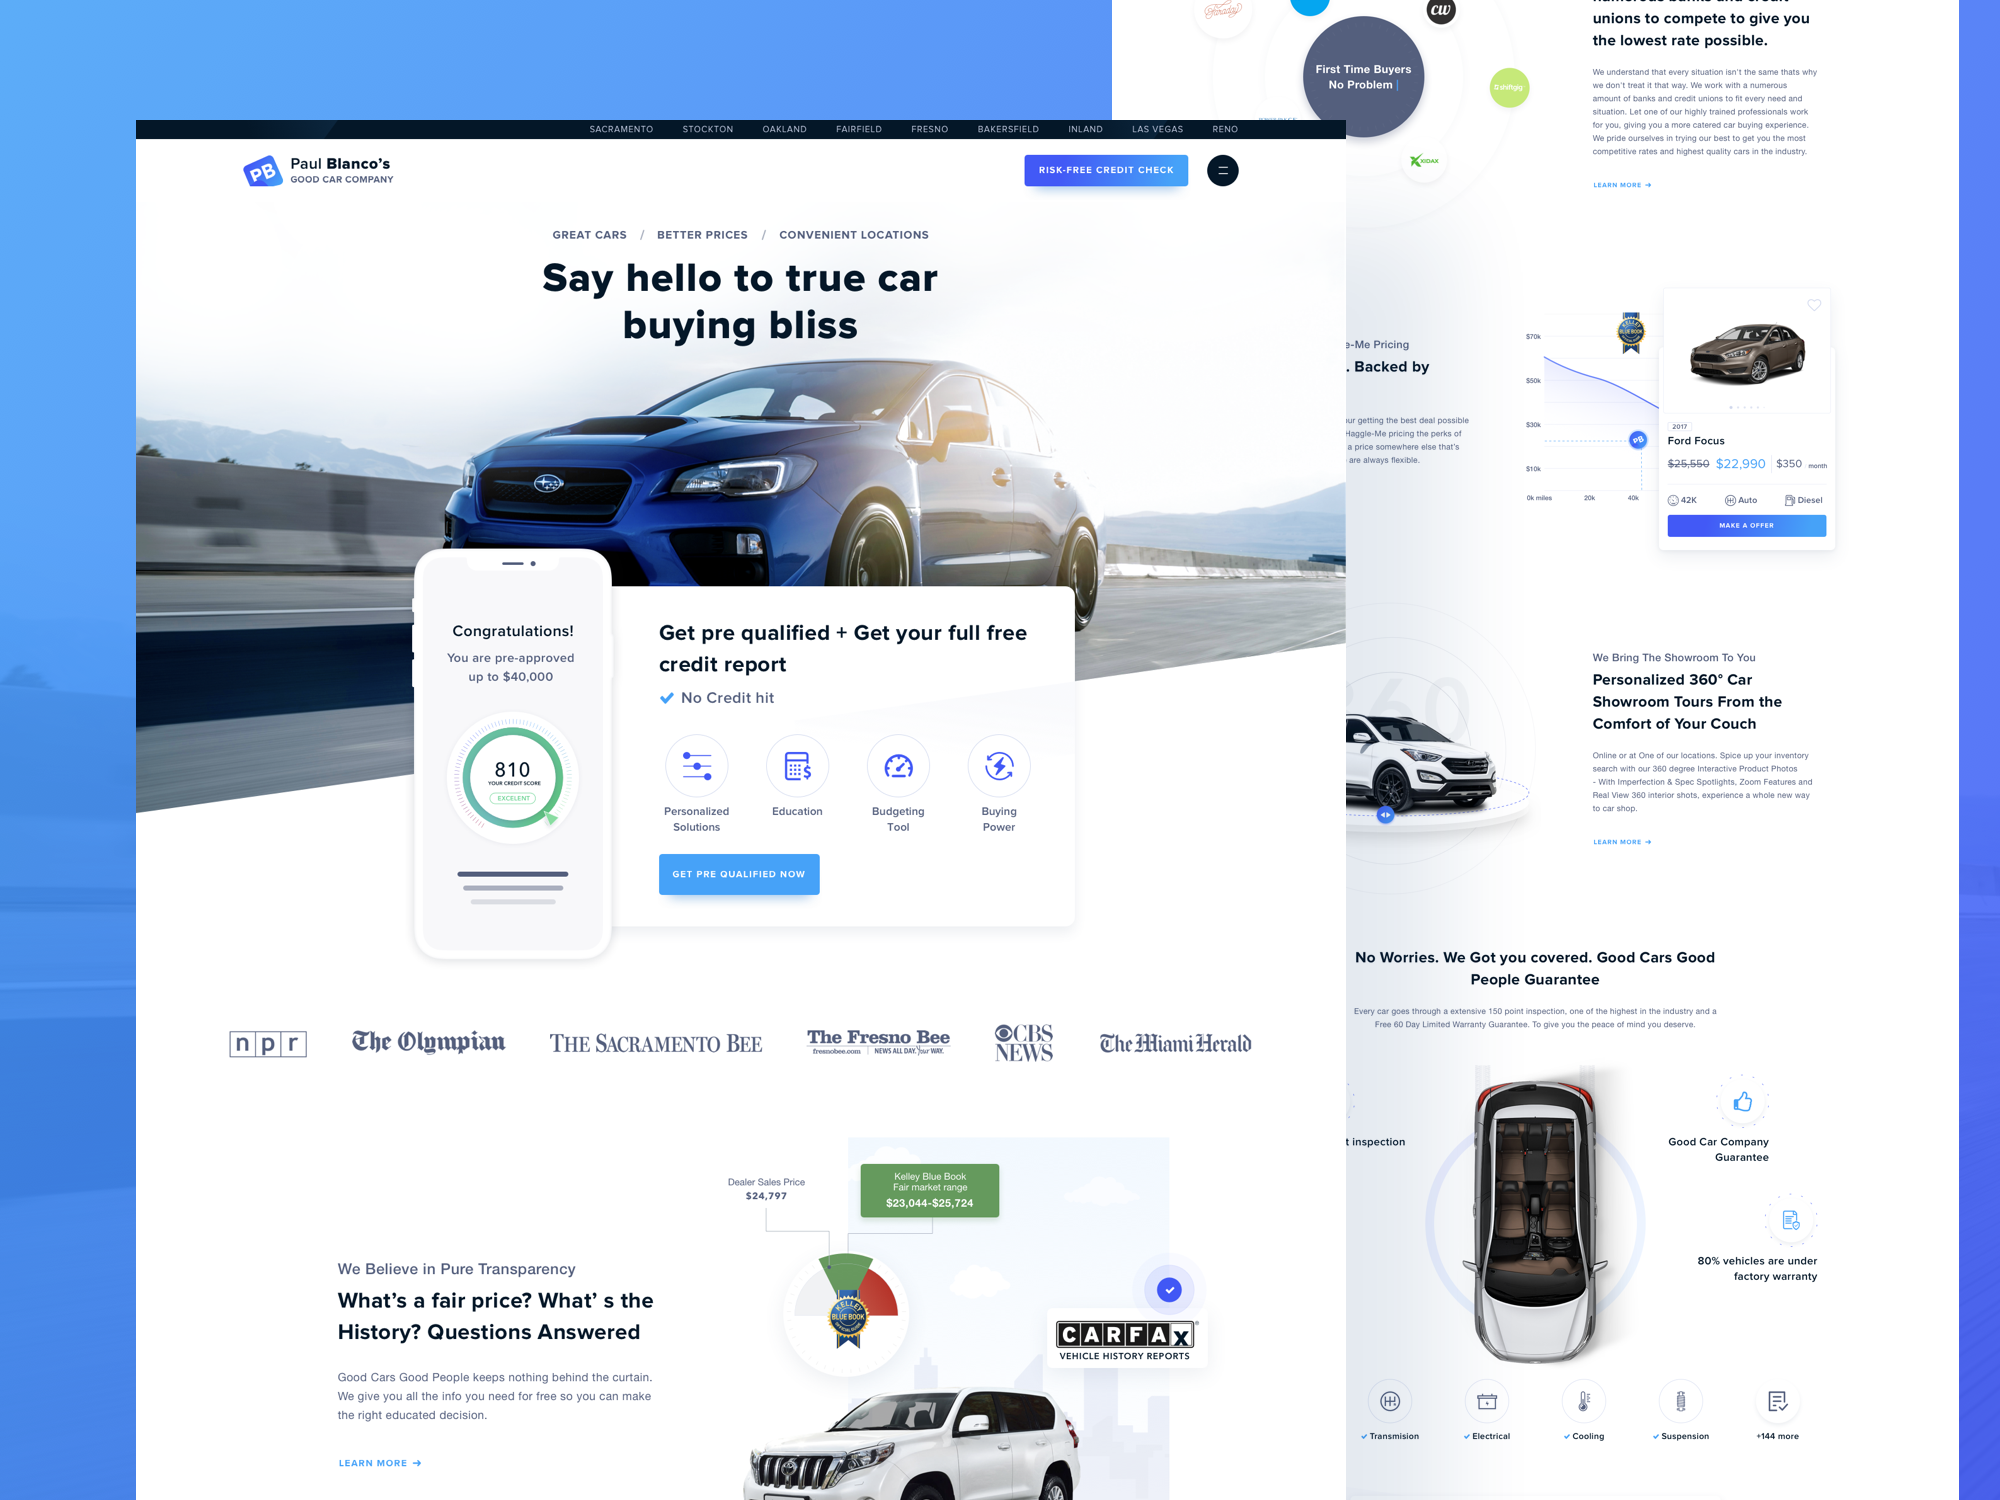 SACRAMENTO STOCKTON OAKLAND FAIRFIELD FRESNO BAKERSFIELD INLAND LAS VEGAS RENO
PB
Paul Blanco's
GOOD CAR COMPANY
RISK-FREE CREDIT CHECK
GREAT CARS / BETTER PRICES / CONVENIENT LOCATIONS
Say hello to true car
buying bliss
Congratulations!
You are pre-approved
up to $40,000
810
YOUR CREDIT SCORE
EXCELENT
Get pre qualified + Get your full free
credit report
No Credit hit
Personalized
Solutions
Education
Budgeting
Tool
Buying
Power
GET PRE QUALIFIED NOW
npr
The Olympian
THE SACRAMENTO BEE
The Fresno Bee
fresnobee.com | NEWS ALL DAY. Your WAY.
CBS
NEWS
The Miami Herald
We Believe in Pure Transparency
What's a fair price? What' s the
History? Questions Answered
Good Cars Good People keeps nothing behind the curtain.
We give you all the info you need for free so you can make
the right educated decision.
LEARN MORE →
Dealer Sales Price
$24,797
Kelley Blue Book
Fair market range
$23,044-$25,724
KELLEY
BLUE BOOK
OFFICIAL GUIDE
CARFAX
®
VEHICLE HISTORY REPORTS
Faraday
cw
First Time Buyers
No Problem |
shiftgig
XIDAX
unions to compete to give you
the lowest rate possible.
We understand that every situation isn't the same thats why
we don't treat it that way. We work with a numerous
amount of banks and credit unions to fit every need and
situation. Let one of our highly trained professionals work
for you, giving you a more catered car buying experience.
We pride ourselves in trying our best to get you the most
competitive rates and highest quality cars in the industry.
LEARN MORE →
e-Me Pricing
. Backed by
ur getting the best deal possible
Haggle-Me pricing the perks of
a price somewhere else that's
are always flexible.
$70k
$50k
$30k
$10k
0k miles 20k 40k
KELLEY
BLUE BOOK
PB
2017
Ford Focus
$25,550 $22,990 $350 month
42K Auto Diesel
MAKE A OFFER
360
We Bring The Showroom To You
Personalized 360° Car
Showroom Tours From the
Comfort of Your Couch
Online or at One of our locations. Spice up your inventory
search with our 360 degree Interactive Product Photos
- With Imperfection & Spec Spotlights, Zoom Features and
Real View 360 interior shots, experience a whole new way
to car shop.
LEARN MORE →
No Worries. We Got you covered. Good Cars Good
People Guarantee
Every car goes through a extensive 150 point inspection, one of the highest in the industry and a
Free 60 Day Limited Warranty Guarantee. To give you the peace of mind you deserve.
t inspection
Good Car Company
Guarantee
80% vehicles are under
factory warranty
Transmision
Electrical
Cooling
Suspension
+144 more